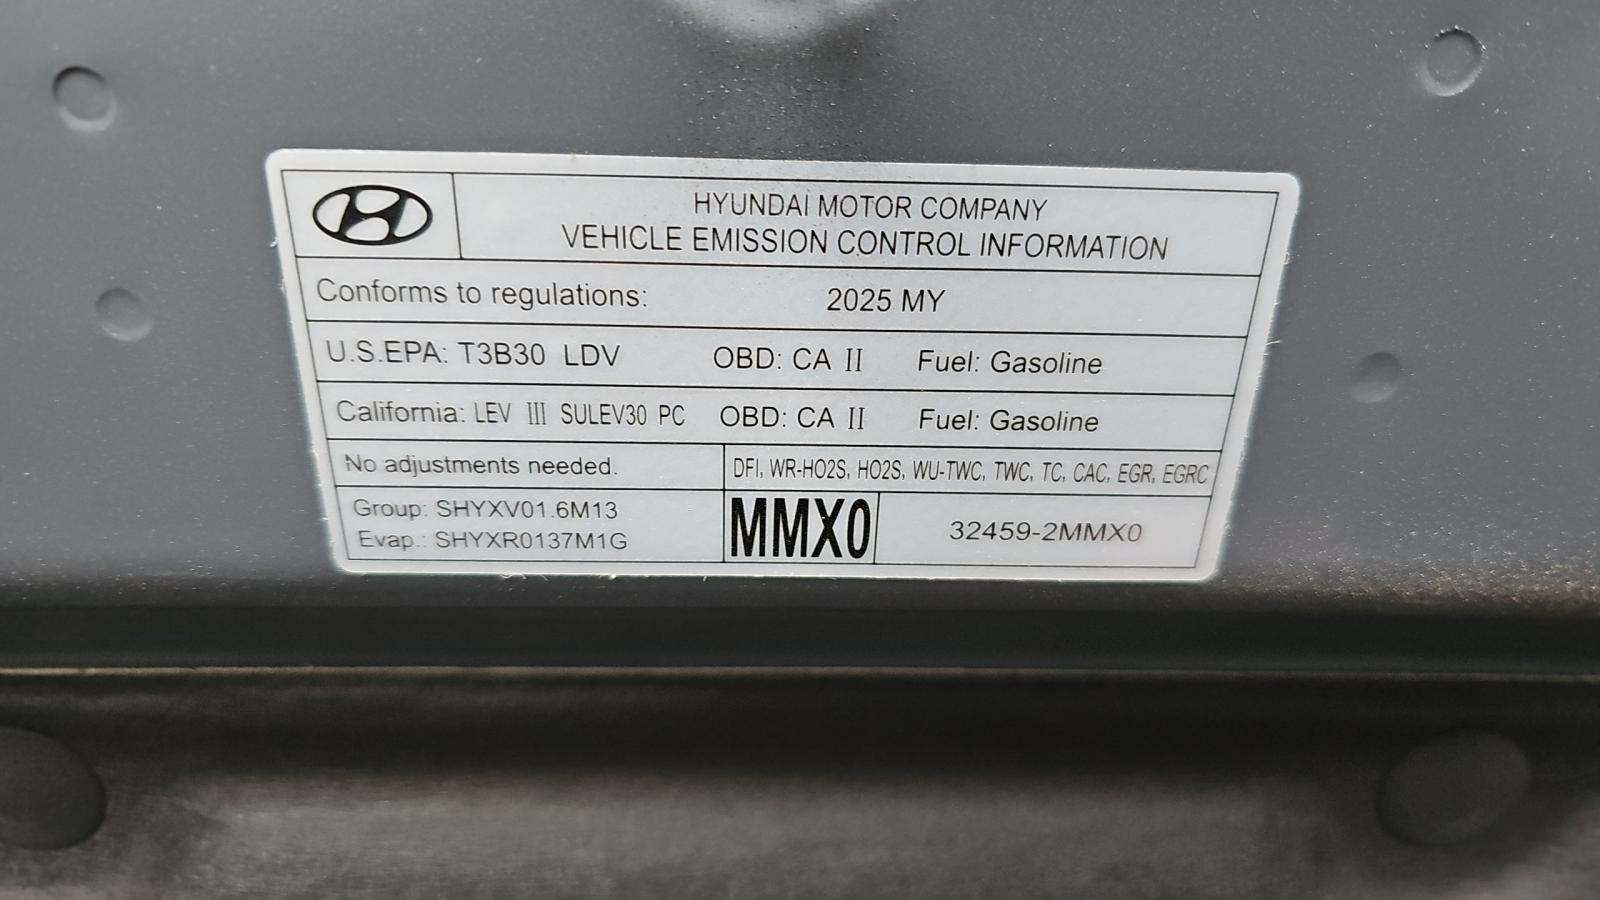 HYUNDAI MOTOR COMPANY
VEHICLE EMISSION CONTROL INFORMATION
Conforms to regulations: 2025 MY
U.S.EPA: T3B30 LDV OBD: CA II Fuel: Gasoline
California: LEV III SULEV30 PC OBD: CA II Fuel: Gasoline
No adjustments needed. DFI, WR-HO2S, HO2S, WU-TWC, TWC, TC, CAC, EGR, EGRC
Group: SHYXV01.6M13
Evap.: SHYXR0137M1G
MMX0 32459-2MMX0